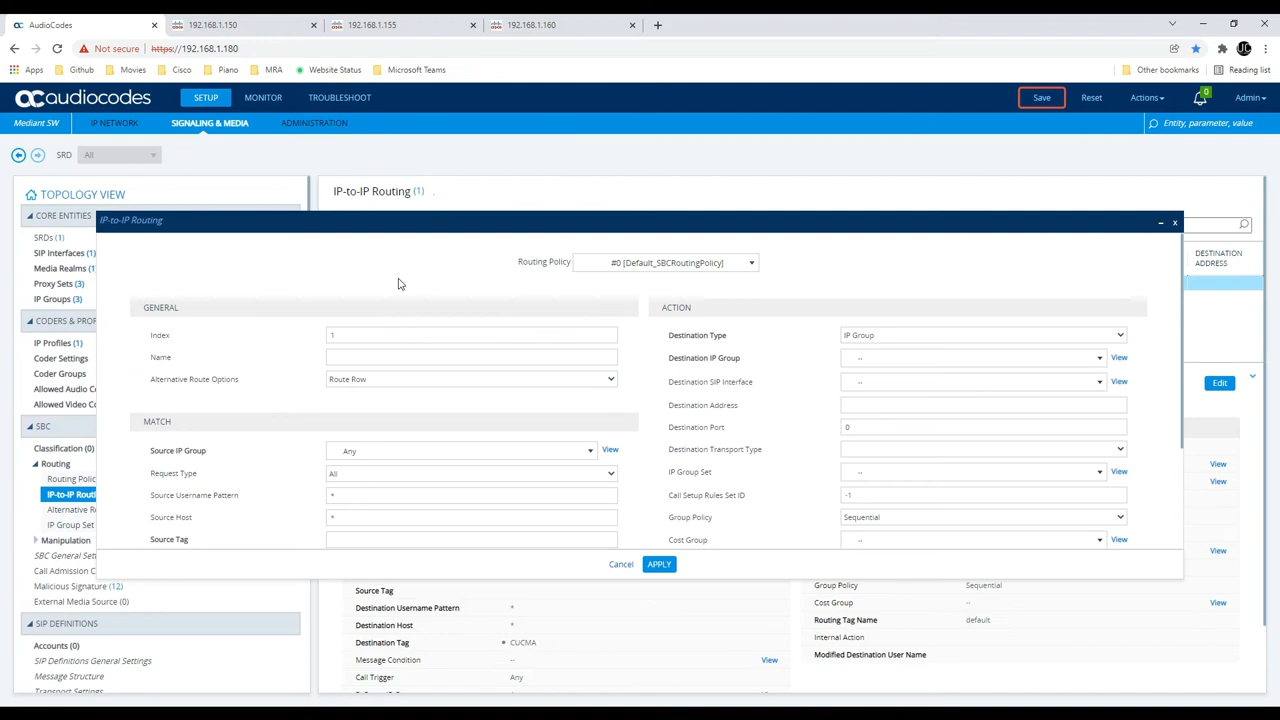 AudioCodes
192.168.1.150
192.168.1.155
192.168.1.160
Not secure https://192.168.1.180
Apps Github Movies Cisco Piano MRA Website Status Microsoft Teams Other bookmarks Reading list
audiocodes SETUP MONITOR TROUBLESHOOT Save Reset Actions 0 Admin
Mediant SW IP NETWORK SIGNALING & MEDIA ADMINISTRATION Entity, parameter, value
SRD All
TOPOLOGY VIEW
CORE ENTITIES
SRDs (1)
SIP Interfaces (1)
Media Realms (1)
Proxy Sets (3)
IP Groups (3)
CODERS & PROF
IP Profiles (1)
Coder Settings
Coder Groups
Allowed Audio Co
Allowed Video Co
SBC
Classification (0)
Routing
Routing Polic
IP-to-IP Routi
Alternative Re
IP Group Set
Manipulation
SBC General Sett
Call Admission C
Malicious Signature (12)
External Media Source (0)
SIP DEFINITIONS
Accounts (0)
SIP Definitions General Settings
Message Structure
Transport Settings
IP-to-IP Routing (1)
DESTINATION
ADDRESS
Edit
IP-to-IP Routing
Routing Policy #0 [Default_SBCRoutingPolicy]
GENERAL
Index 1
Name
Alternative Route Options Route Row
MATCH
Source IP Group Any View
Request Type All
Source Username Pattern *
Source Host *
Source Tag
ACTION
Destination Type IP Group
Destination IP Group -- View
Destination SIP Interface -- View
Destination Address
Destination Port 0
Destination Transport Type
IP Group Set -- View
Call Setup Rules Set ID -1
Group Policy Sequential
Cost Group -- View
Cancel APPLY
Source Tag
Destination Username Pattern *
Destination Host *
Destination Tag • CUCMA
Message Condition -- View
Call Trigger Any
View
View
View
Group Policy Sequential
Cost Group -- View
Routing Tag Name default
Internal Action
Modified Destination User Name